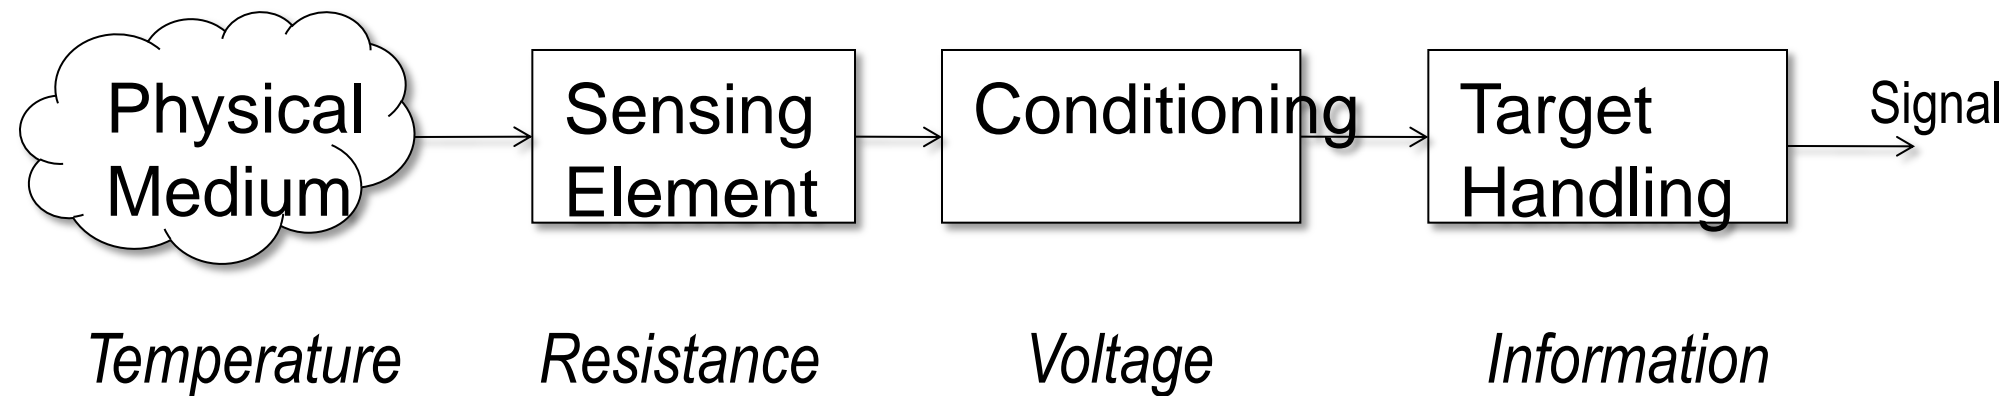 Physical
Medium
Sensing
Element
Conditioning
Target
Handling
Signal
Temperature
Resistance
Voltage
Information